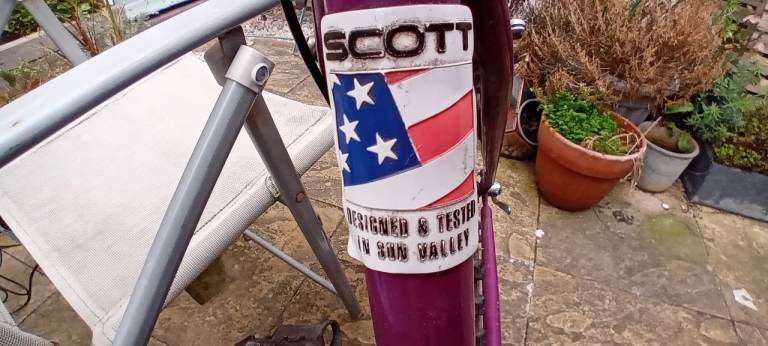 SCOTT
DESIGNED & TESTED
IN SUN VALLEY